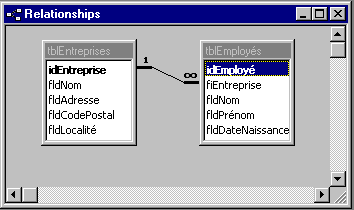 Relationships
tblEntreprises
idEntreprise
fldNom
fldAdresse
fldCodePostal
fldLocalité
1
∞
tblEmployés
idEmployé
fiEntreprise
fldNom
fldPrénom
fldDateNaissance